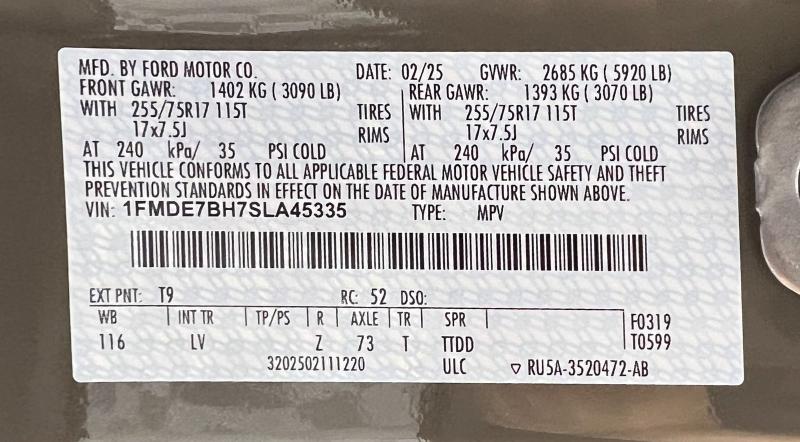 MFD. BY FORD MOTOR CO. DATE: 02/25 GVWR: 2685 KG ( 5920 LB)
FRONT GAWR: 1402 KG ( 3090 LB) REAR GAWR: 1393 KG ( 3070 LB)
WITH 255/75R17 115T TIRES WITH 255/75R17 115T TIRES
17x7.5J RIMS 17x7.5J RIMS
AT 240 kPa/ 35 PSI COLD AT 240 kPa/ 35 PSI COLD
THIS VEHICLE CONFORMS TO ALL APPLICABLE FEDERAL MOTOR VEHICLE SAFETY AND THEFT
PREVENTION STANDARDS IN EFFECT ON THE DATE OF MANUFACTURE SHOWN ABOVE.
VIN: 1FMDE7BH7SLA45335 TYPE: MPV
EXT PNT: T9 RC: 52 DSO:
WB INT TR TP/PS R AXLE TR SPR F0319
116 LV Z 73 T TTDD T0599
3202502111220 ULC ▽ RU5A-3520472-AB